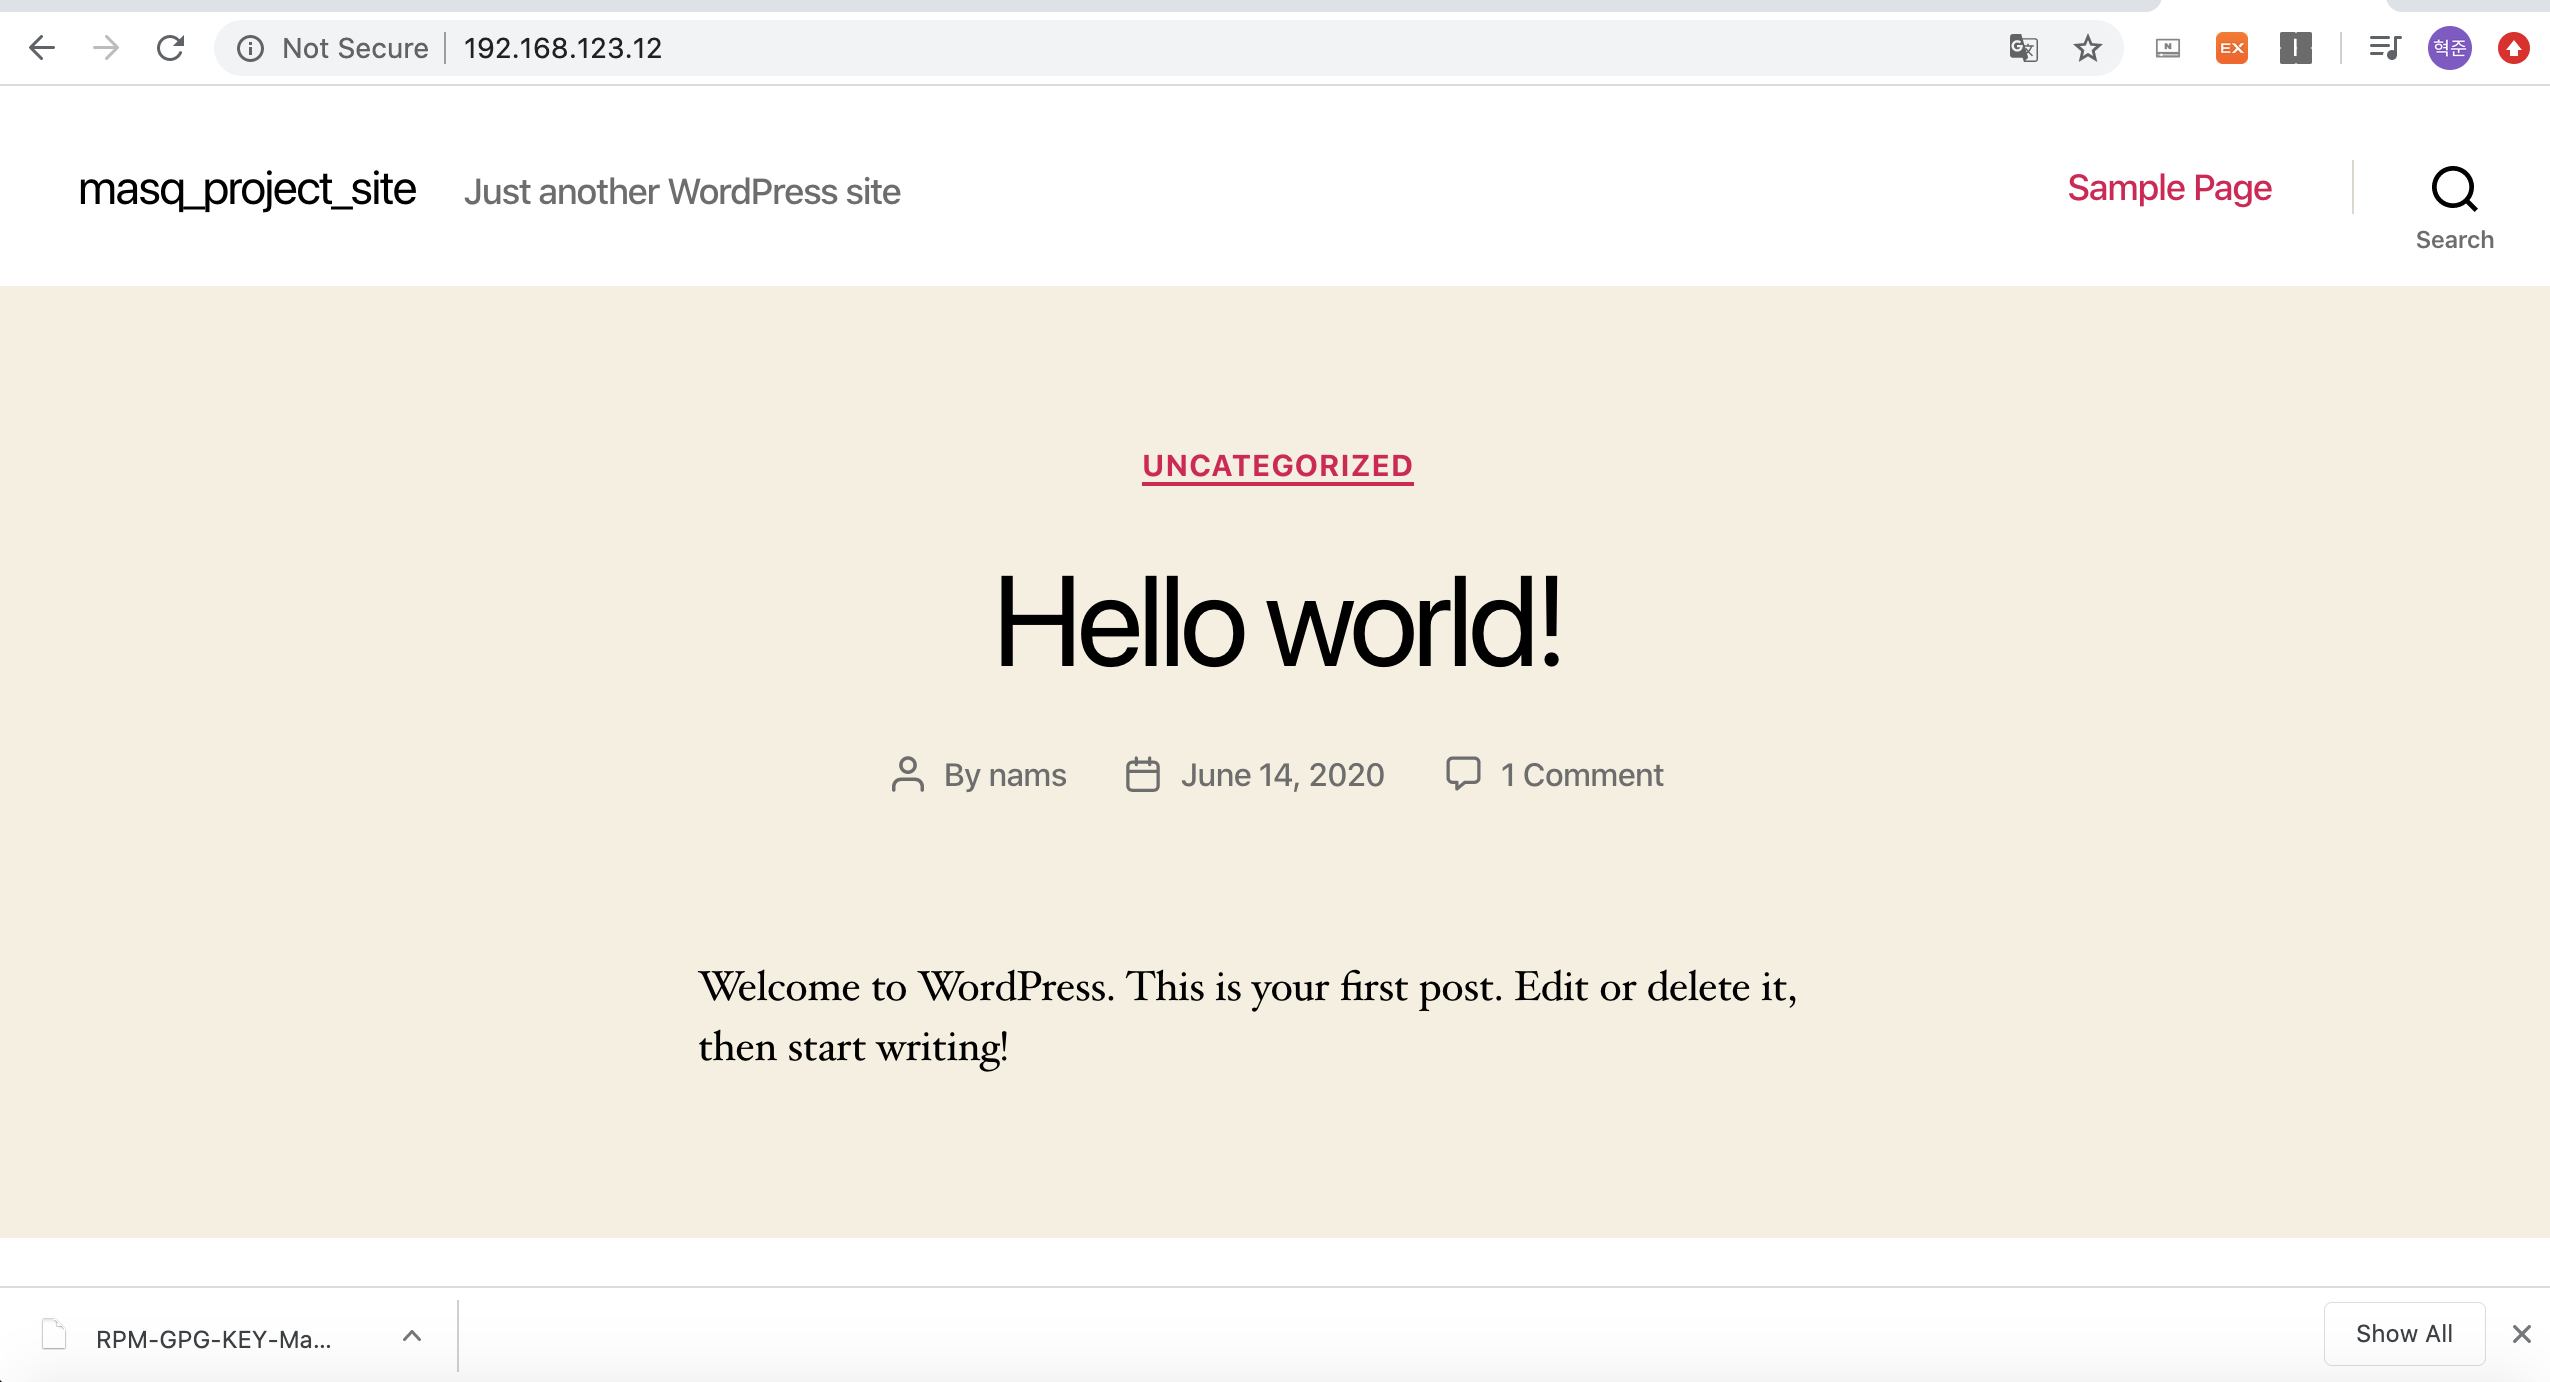 Not Secure 192.168.123.12
EX
혁준
masq_project_site Just another WordPress site Sample Page
Search
UNCATEGORIZED
Hello world!
By nams June 14, 2020 1 Comment
Welcome to WordPress. This is your first post. Edit or delete it,
then start writing!
RPM-GPG-KEY-Ma... Show All